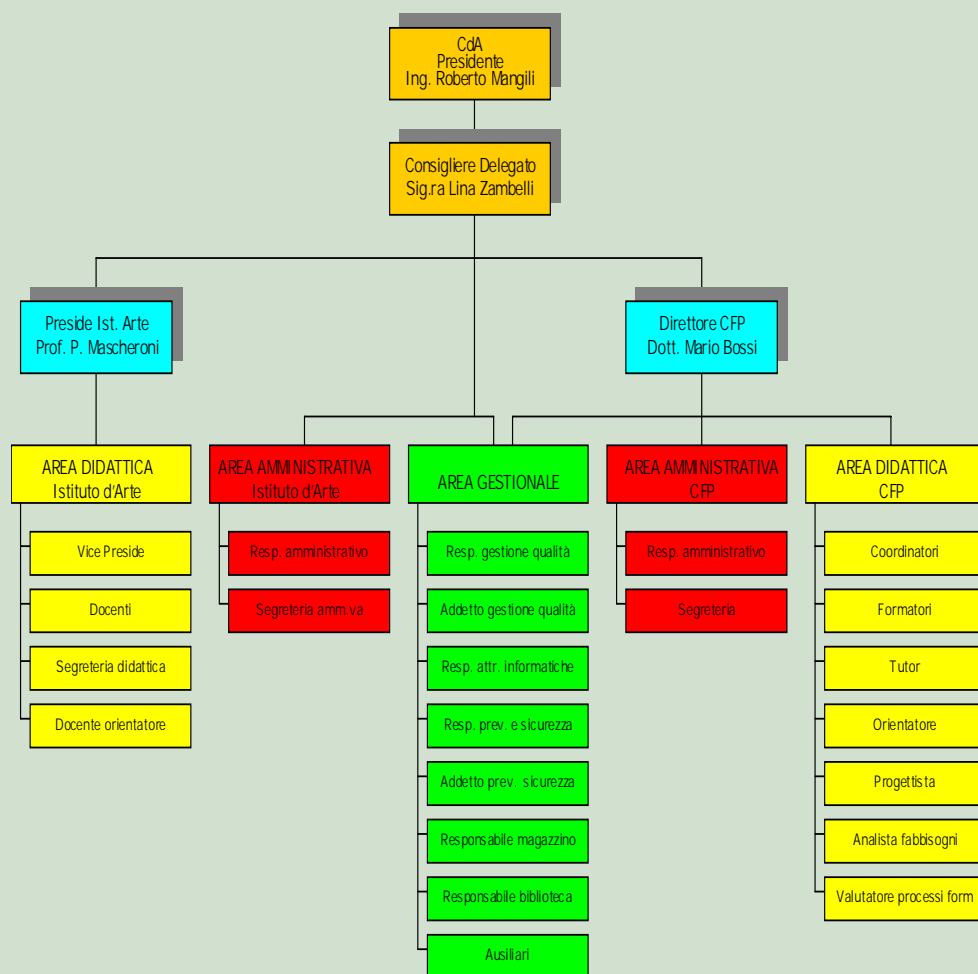 CdA
Presidente
Ing. Roberto Mangili
Consigliere Delegato
Sig.ra Lina Zambelli
Preside Ist. Arte
Prof. P. Mascheroni
Direttore CFP
Dott. Mario Bossi
AREA DIDATTICA
Istituto d'Arte
Vice Preside
Docenti
Segreteria didattica
Docente orientatore
AREA AMMINISTRATIVA
Istituto d'Arte
Resp. amministrativo
Segreteria amm.va
AREA GESTIONALE
Resp. gestione qualità
Addetto gestione qualità
Resp. attr. informatiche
Resp. prev. e sicurezza
Addetto prev. sicurezza
Responsabile magazzino
Responsabile biblioteca
Ausiliari
AREA AMMINISTRATIVA
CFP
Resp. amministrativo
Segreteria
AREA DIDATTICA
CFP
Coordinatori
Formatori
Tutor
Orientatore
Progettista
Analista fabbisogni
Valutatore processi form